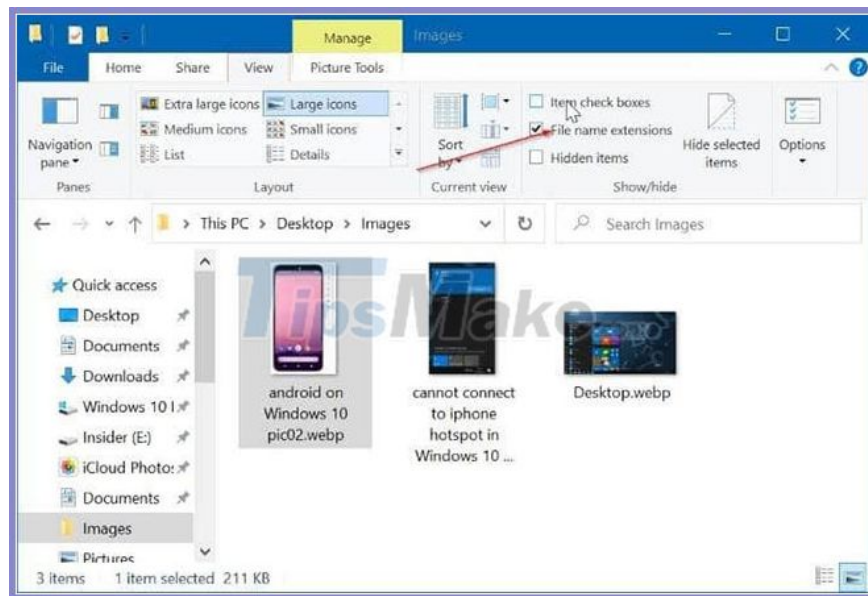 Manage
Images
File
Home
Share
View
Picture Tools
Extra large icons
Large icons
Medium icons
Small icons
List
Details
Navigation
pane
Sort
by
Item check boxes
File name extensions
Hidden items
Hide selected
items
Options
Panes
Layout
Current view
Show/hide
This PC > Desktop > Images
Search Images
Quick access
Desktop
Documents
Downloads
Windows 10 I
Insider (E:)
iCloud Photo:
Documents
Images
Pictures
TipsMake
android on
Windows 10
pic02.webp
cannot connect
to iphone
hotspot in
Windows 10 ...
Desktop.webp
3 items
1 item selected 211 KB